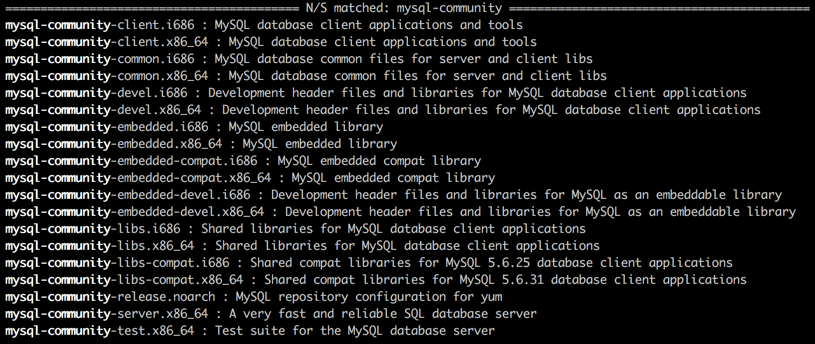 ========================================== N/S matched: mysql-community ===========================================
mysql-community-client.i686 : MySQL database client applications and tools
mysql-community-client.x86_64 : MySQL database client applications and tools
mysql-community-common.i686 : MySQL database common files for server and client libs
mysql-community-common.x86_64 : MySQL database common files for server and client libs
mysql-community-devel.i686 : Development header files and libraries for MySQL database client applications
mysql-community-devel.x86_64 : Development header files and libraries for MySQL database client applications
mysql-community-embedded.i686 : MySQL embedded library
mysql-community-embedded.x86_64 : MySQL embedded library
mysql-community-embedded-compat.i686 : MySQL embedded compat library
mysql-community-embedded-compat.x86_64 : MySQL embedded compat library
mysql-community-embedded-devel.i686 : Development header files and libraries for MySQL as an embeddable library
mysql-community-embedded-devel.x86_64 : Development header files and libraries for MySQL as an embeddable library
mysql-community-libs.i686 : Shared libraries for MySQL database client applications
mysql-community-libs.x86_64 : Shared libraries for MySQL database client applications
mysql-community-libs-compat.i686 : Shared compat libraries for MySQL 5.6.25 database client applications
mysql-community-libs-compat.x86_64 : Shared compat libraries for MySQL 5.6.31 database client applications
mysql-community-release.noarch : MySQL repository configuration for yum
mysql-community-server.x86_64 : A very fast and reliable SQL database server
mysql-community-test.x86_64 : Test suite for the MySQL database server